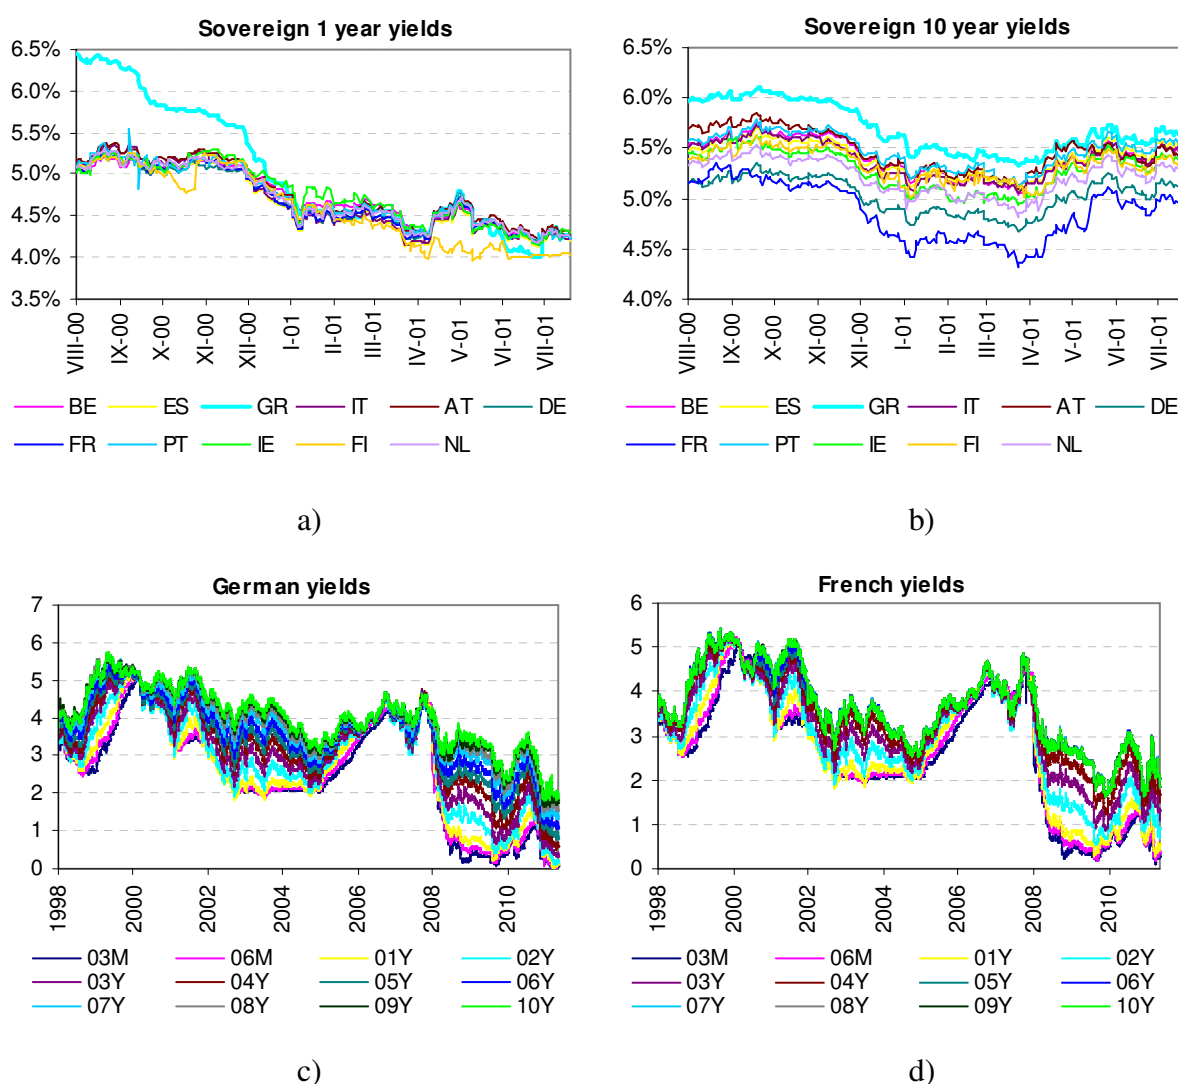 Sovereign 1 year yields
6.5%
6.0%
5.5%
5.0%
4.5%
4.0%
3.5%
VIII-00
IX-00
X-00
XI-00
XII-00
I-01
II-01
III-01
IV-01
V-01
VI-01
VII-01
BE ES GR IT AT DE
FR PT IE FI NL
a)
Sovereign 10 year yields
6.5%
6.0%
5.5%
5.0%
4.5%
4.0%
VIII-00
IX-00
X-00
XI-00
XII-00
I-01
II-01
III-01
IV-01
V-01
VI-01
VII-01
BE ES GR IT AT DE
FR PT IE FI NL
b)
German yields
7
6
5
4
3
2
1
0
1998
2000
2002
2004
2006
2008
2010
03M 06M 01Y 02Y
03Y 04Y 05Y 06Y
07Y 08Y 09Y 10Y
c)
French yields
6
5
4
3
2
1
0
1998
2000
2002
2004
2006
2008
2010
03M 06M 01Y 02Y
03Y 04Y 05Y 06Y
07Y 08Y 09Y 10Y
d)